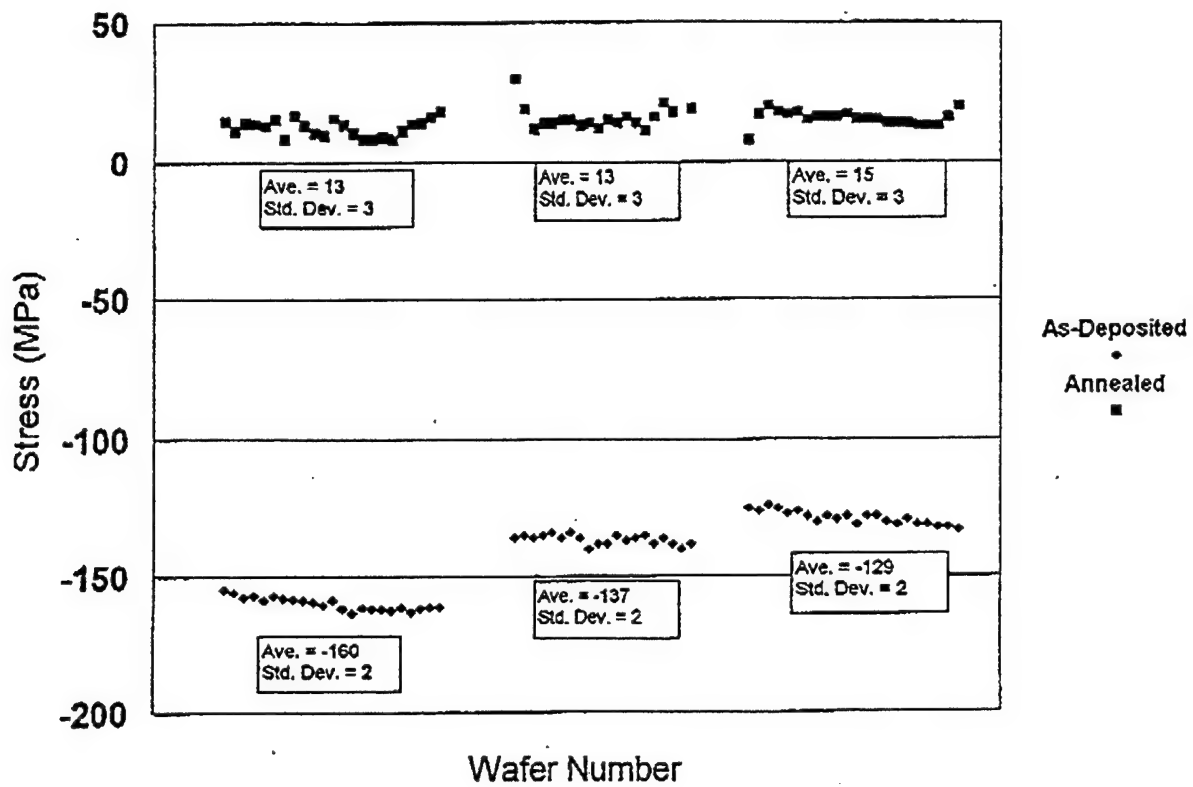 50
0
-50
-100
-150
-200
Stress (MPa)
Wafer Number
Ave. = 13
Std. Dev. = 3
Ave. = 13
Std. Dev. = 3
Ave. = 15
Std. Dev. = 3
Ave. = -160
Std. Dev. = 2
Ave. = -137
Std. Dev. = 2
Ave. = -129
Std. Dev. = 2
As-Deposited
Annealed